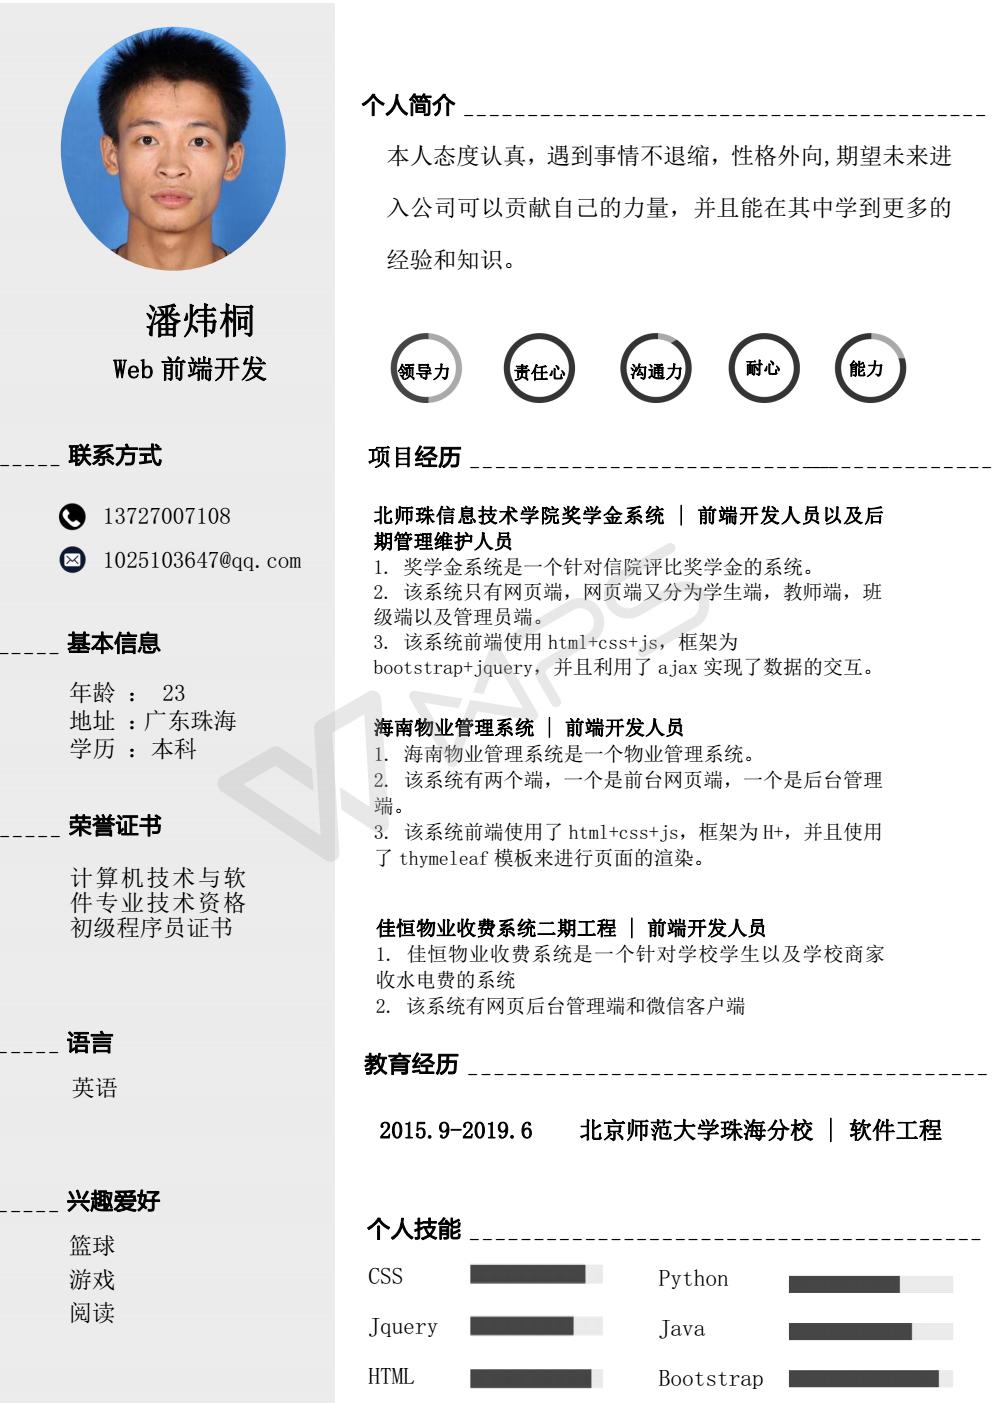 潘炜桐
Web 前端开发
联系方式
13727007108
1025103647@qq.com
基本信息
年龄 ： 23
地址 ：广东珠海
学历 ： 本科
荣誉证书
计算机技术与软
件专业技术资格
初级程序员证书
语言
英语
兴趣爱好
篮球
游戏
阅读
个人简介
本人态度认真，遇到事情不退缩，性格外向,期望未来进
入公司可以贡献自己的力量，并且能在其中学到更多的
经验和知识。
领导力 责任心 沟通力 耐心 能力
项目经历
北师珠信息技术学院奖学金系统 | 前端开发人员以及后
期管理维护人员
1. 奖学金系统是一个针对信院评比奖学金的系统。
2. 该系统只有网页端，网页端又分为学生端，教师端，班
级端以及管理员端。
3. 该系统前端使用 html+css+js，框架为
bootstrap+jquery，并且利用了 ajax 实现了数据的交互。
海南物业管理系统 | 前端开发人员
1. 海南物业管理系统是一个物业管理系统。
2. 该系统有两个端，一个是前台网页端，一个是后台管理
端。
3. 该系统前端使用了 html+css+js，框架为 H+，并且使用
了 thymeleaf 模板来进行页面的渲染。
佳恒物业收费系统二期工程 | 前端开发人员
1. 佳恒物业收费系统是一个针对学校学生以及学校商家
收水电费的系统
2. 该系统有网页后台管理端和微信客户端
教育经历
2015.9-2019.6 北京师范大学珠海分校 | 软件工程
个人技能
CSS Python
Jquery Java
HTML Bootstrap
WPS